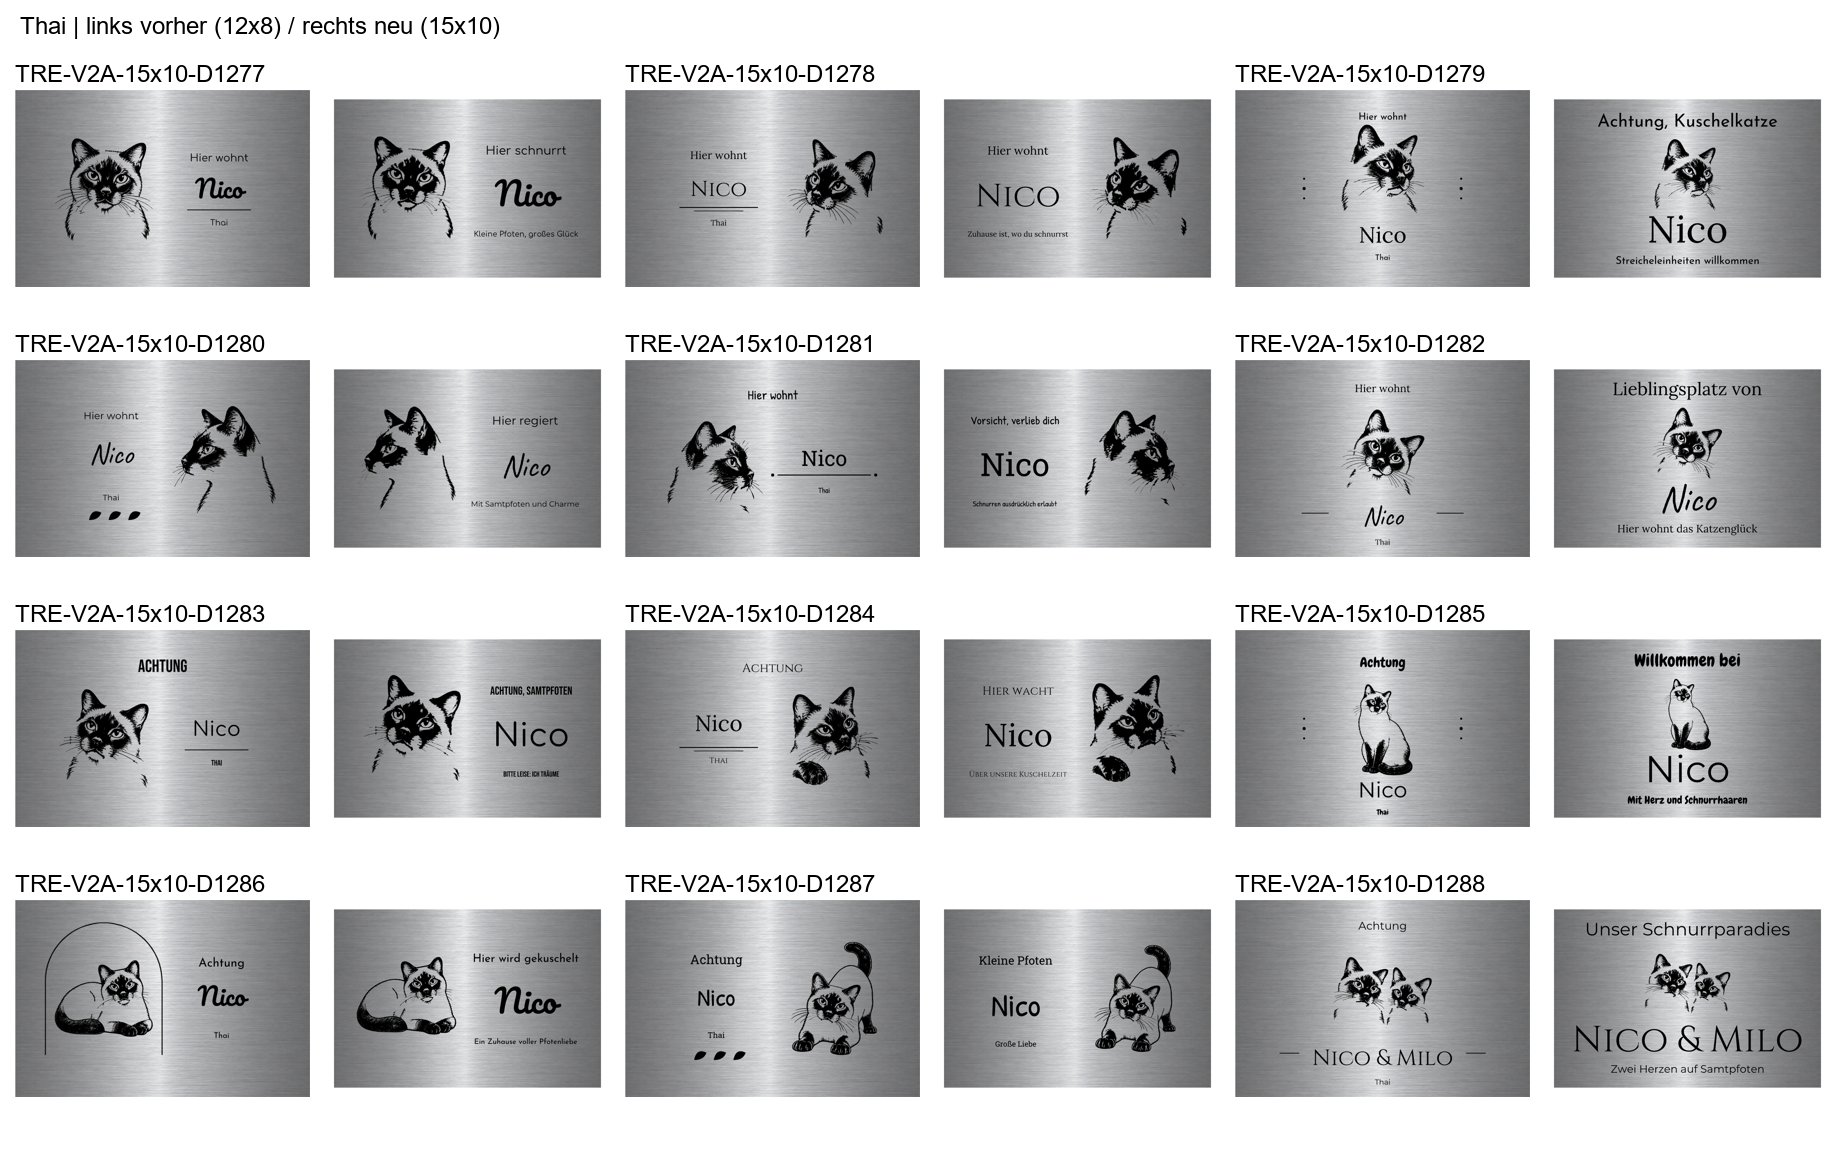 Thai | links vorher (12x8) / rechts neu (15x10)
TRE-V2A-15x10-D1277
Hier wohnt
Nico
Thai
Hier schnurrt
Nico
Kleine Pfoten, großes Glück
TRE-V2A-15x10-D1278
Hier wohnt
Nico
Thai
Hier wohnt
Nico
Zuhause ist, wo du schnurrst
TRE-V2A-15x10-D1279
Hier wohnt
Nico
Thai
Achtung, Kuschelkatze
Nico
Streicheleinheiten willkommen
TRE-V2A-15x10-D1280
Hier wohnt
Nico
Thai
Hier regiert
Nico
Mit Samtpfoten und Charme
TRE-V2A-15x10-D1281
Hier wohnt
Nico
Thai
Vorsicht, verlieb dich
Nico
Schnurren ausdrücklich erlaubt
TRE-V2A-15x10-D1282
Hier wohnt
Nico
Thai
Lieblingsplatz von
Nico
Hier wohnt das Katzenglück
TRE-V2A-15x10-D1283
ACHTUNG
Nico
THAI
ACHTUNG, SAMTPFOTEN
Nico
BITTE LEISE: ICH TRÄUME
TRE-V2A-15x10-D1284
Achtung
Nico
Thai
Hier wacht
Nico
Über unsere Kuschelzeit
TRE-V2A-15x10-D1285
Achtung
Nico
Thai
Willkommen bei
Nico
Mit Herz und Schnurrhaaren
TRE-V2A-15x10-D1286
Achtung
Nico
Thai
Hier wird gekuschelt
Nico
Ein Zuhause voller Pfotenliebe
TRE-V2A-15x10-D1287
Achtung
Nico
Thai
Kleine Pfoten
Nico
Große Liebe
TRE-V2A-15x10-D1288
Achtung
Nico & Milo
Thai
Unser Schnurrparadies
Nico & Milo
Zwei Herzen auf Samtpfoten